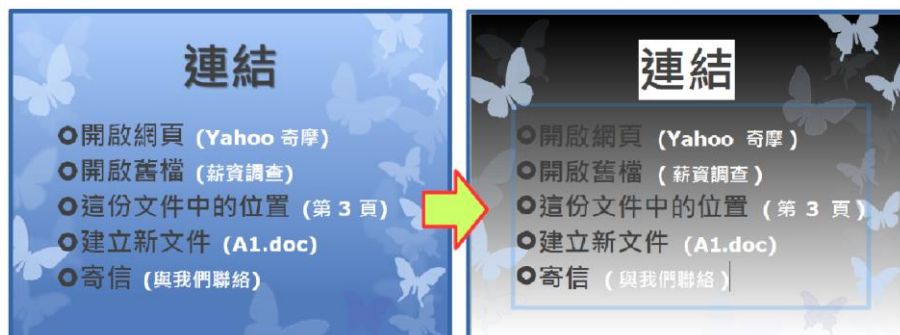 連結
開啟網頁 (Yahoo 奇摩)
開啟舊檔 (薪資調查)
這份文件中的位置 (第 3 頁)
建立新文件 (A1.doc)
寄信 (與我們聯絡)
連結
開啟網頁 (Yahoo 奇摩 )
開啟舊檔 ( 薪資調查 )
這份文件中的位置 ( 第 3 頁 )
建立新文件 (A1.doc)
寄信 ( 與我們聯絡 )